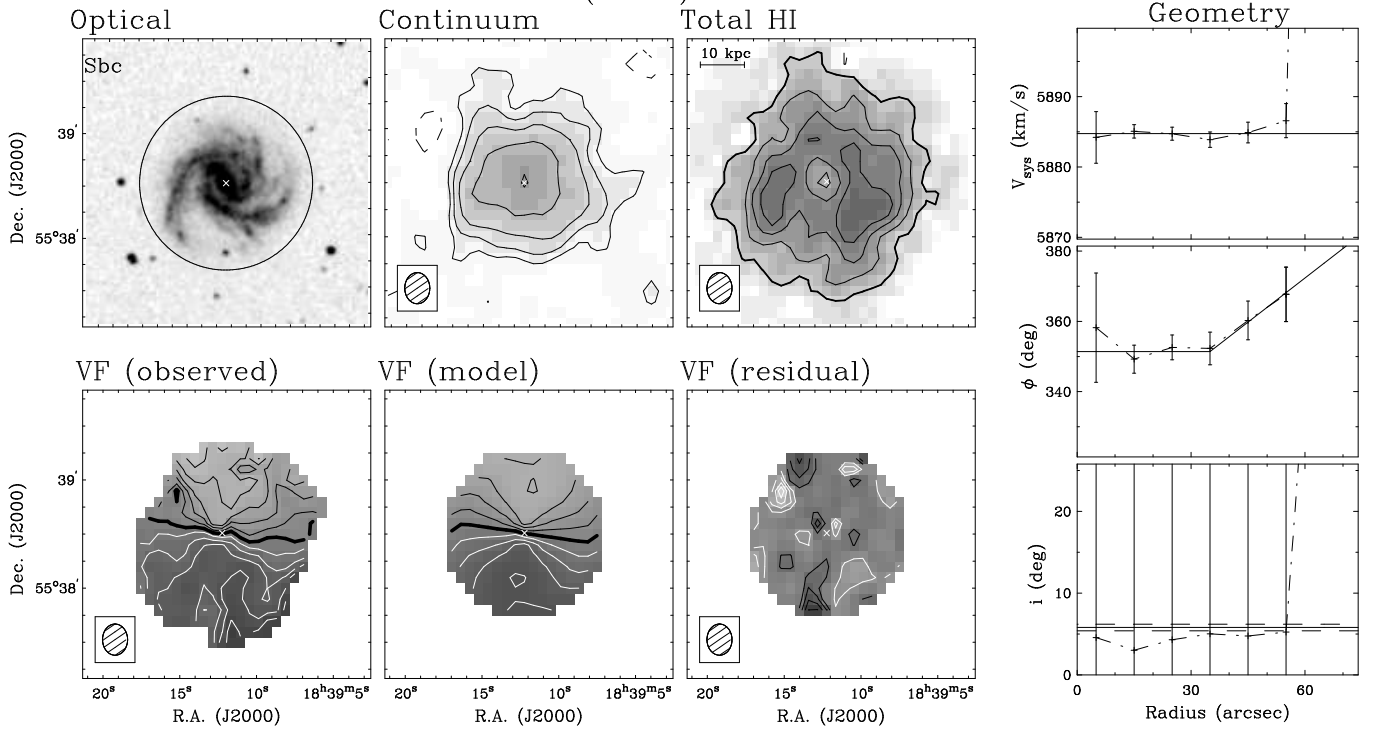 Optical
Continuum
Total HI
Geometry
Sbc
10 kpc
39′
55°38′
Dec. (J2000)
5890
5880
5870
Vsys (km/s)
380
360
340
ϕ (deg)
VF (observed)
VF (model)
VF (residual)
39′
55°38′
Dec. (J2000)
20
10
0
i (deg)
20ˢ 15ˢ 10ˢ 18ʰ39ᵐ5ˢ
20ˢ 15ˢ 10ˢ 18ʰ39ᵐ5ˢ
20ˢ 15ˢ 10ˢ 18ʰ39ᵐ5ˢ
0 30 60
R.A. (J2000)
R.A. (J2000)
R.A. (J2000)
Radius (arcsec)